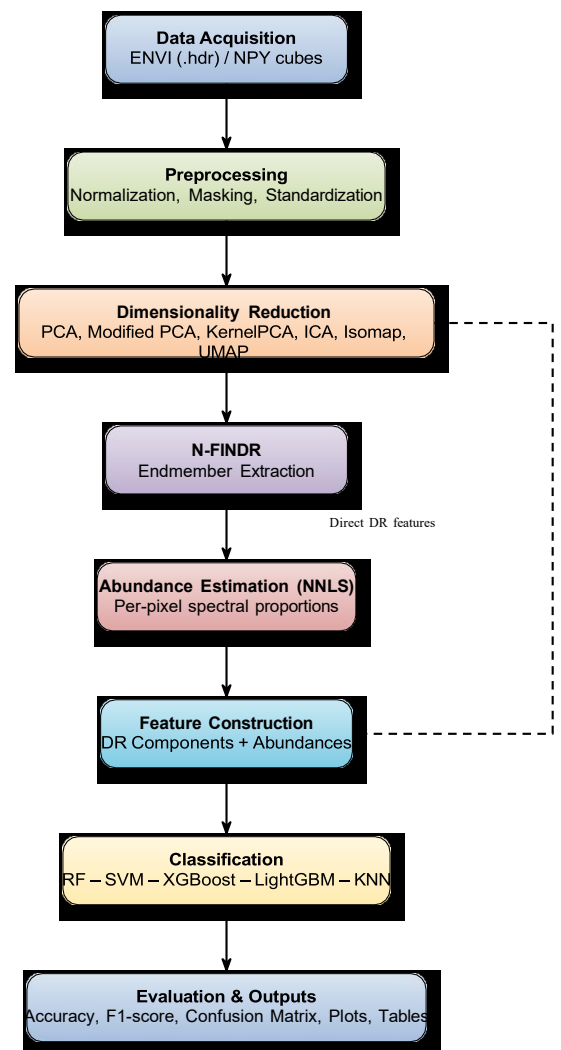 Data Acquisition
ENVI (.hdr) / NPY cubes
Preprocessing
Normalization, Masking, Standardization
Dimensionality Reduction
PCA, Modified PCA, KernelPCA, ICA, Isomap,
UMAP
N-FINDR
Endmember Extraction
Direct DR features
Abundance Estimation (NNLS)
Per-pixel spectral proportions
Feature Construction
DR Components + Abundances
Classification
RF – SVM – XGBoost – LightGBM – KNN
Evaluation & Outputs
Accuracy, F1-score, Confusion Matrix, Plots, Tables